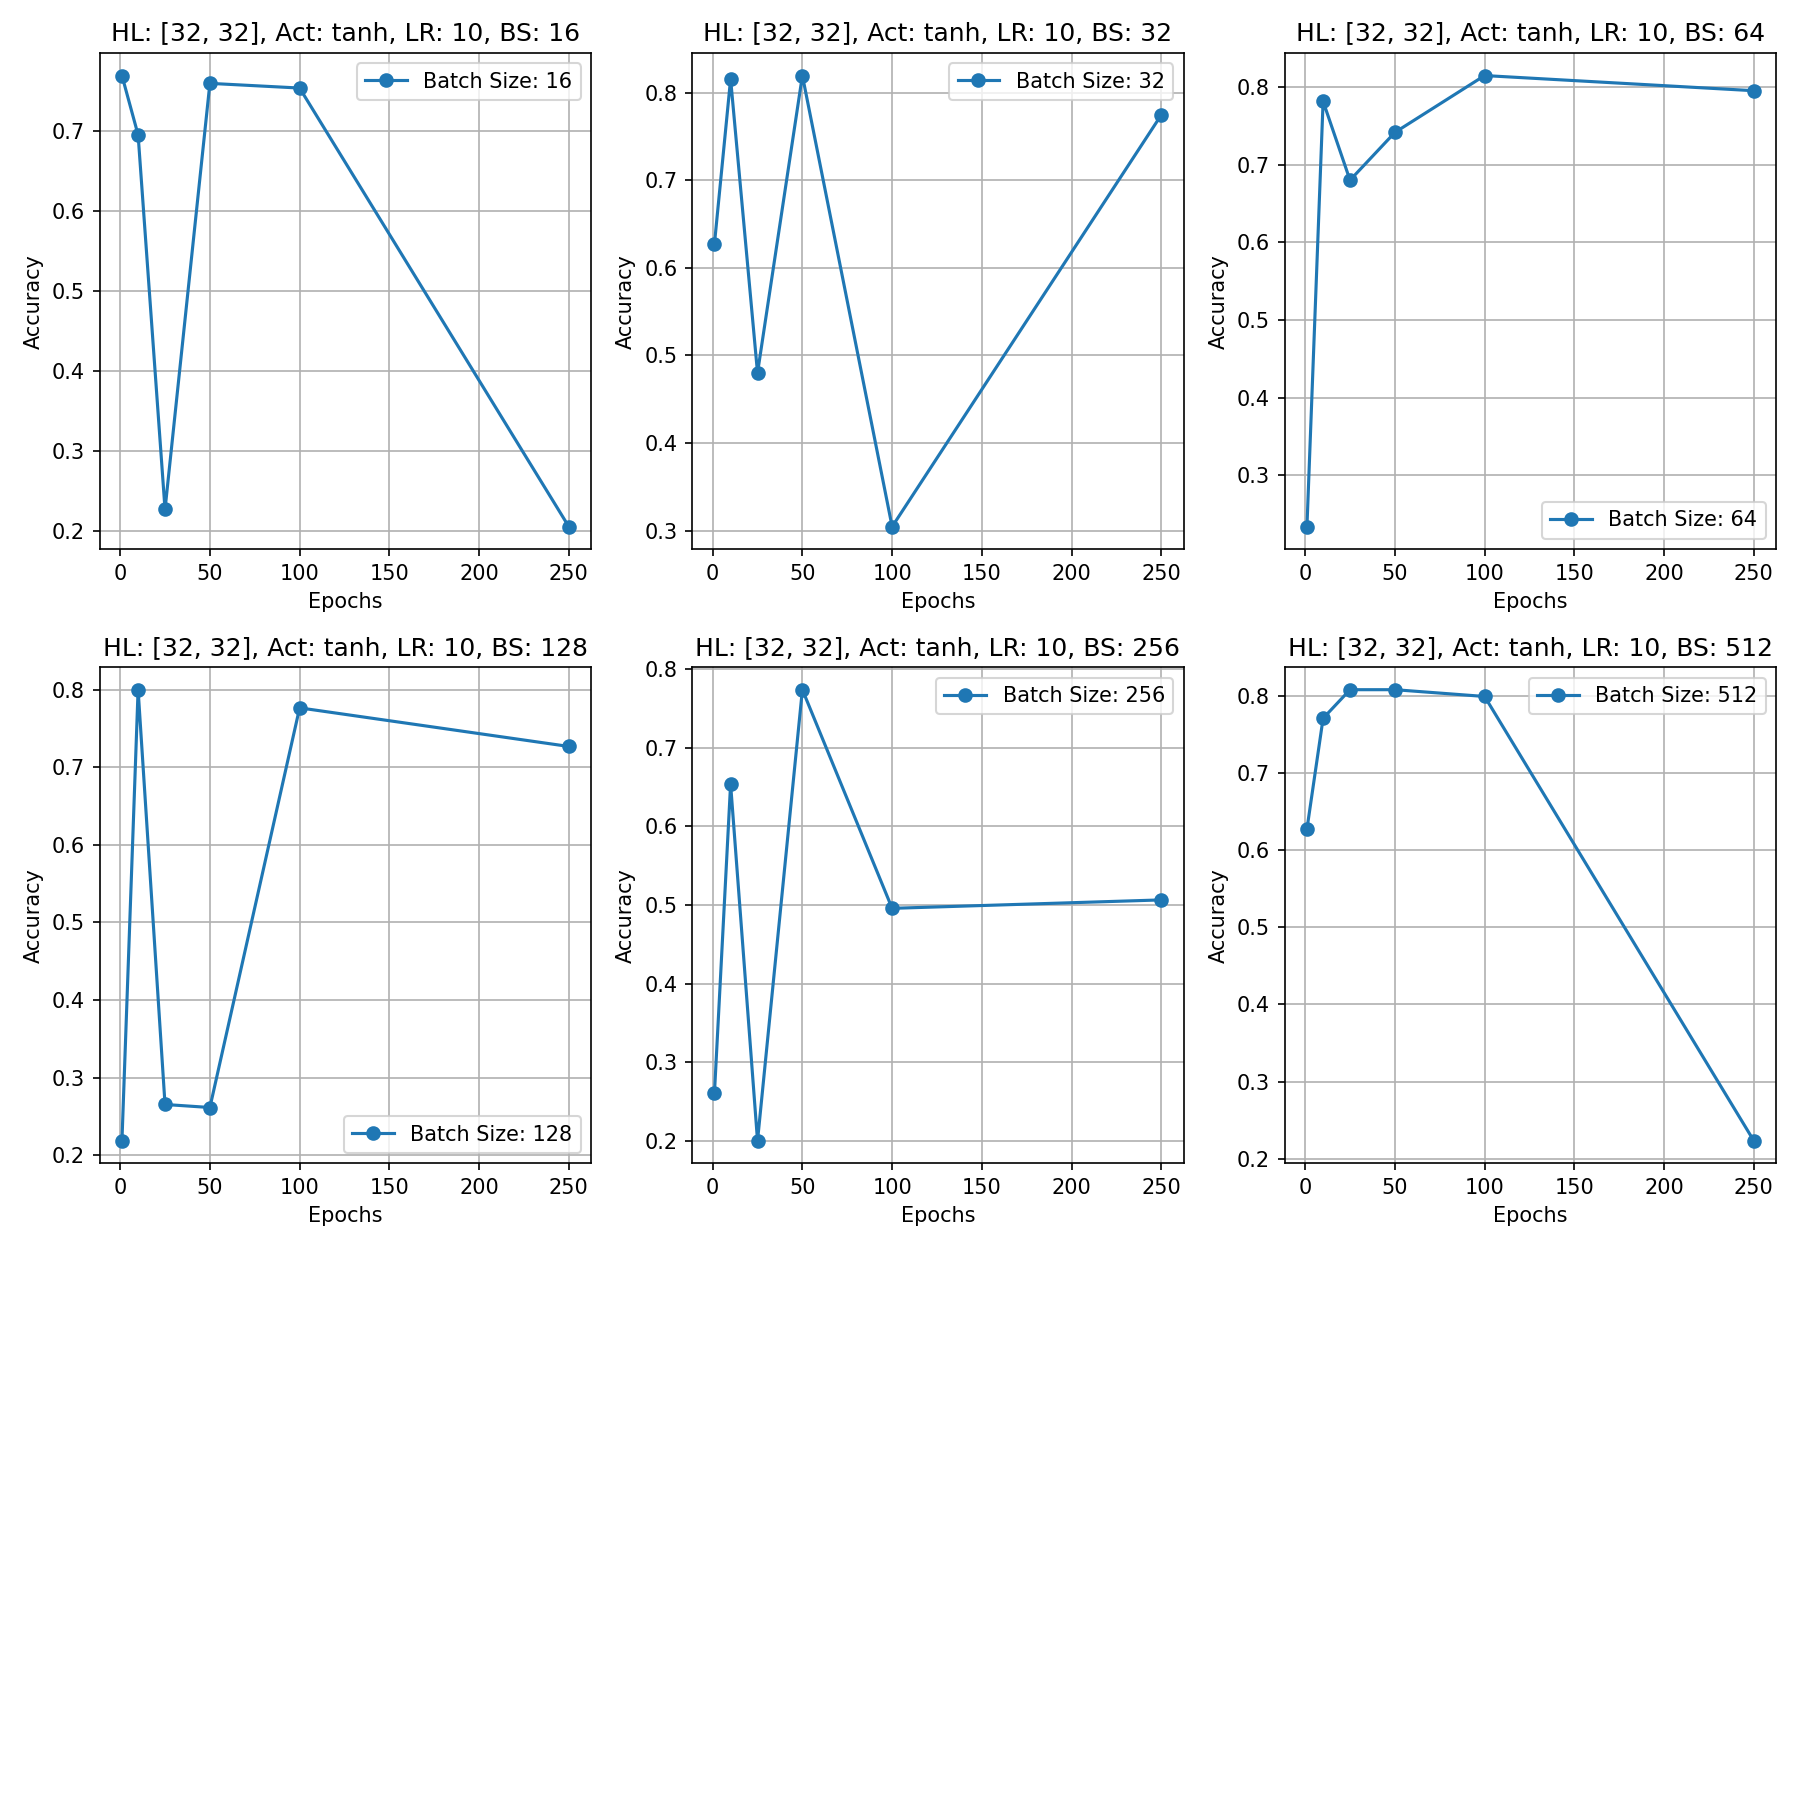 HL: [32, 32], Act: tanh, LR: 10, BS: 16
Batch Size: 16
Accuracy
0.7
0.6
0.5
0.4
0.3
0.2
0 50 100 150 200 250
Epochs
HL: [32, 32], Act: tanh, LR: 10, BS: 32
Batch Size: 32
Accuracy
0.8
0.7
0.6
0.5
0.4
0.3
0 50 100 150 200 250
Epochs
HL: [32, 32], Act: tanh, LR: 10, BS: 64
Batch Size: 64
Accuracy
0.8
0.7
0.6
0.5
0.4
0.3
0 50 100 150 200 250
Epochs
HL: [32, 32], Act: tanh, LR: 10, BS: 128
Batch Size: 128
Accuracy
0.8
0.7
0.6
0.5
0.4
0.3
0.2
0 50 100 150 200 250
Epochs
HL: [32, 32], Act: tanh, LR: 10, BS: 256
Batch Size: 256
Accuracy
0.8
0.7
0.6
0.5
0.4
0.3
0.2
0 50 100 150 200 250
Epochs
HL: [32, 32], Act: tanh, LR: 10, BS: 512
Batch Size: 512
Accuracy
0.8
0.7
0.6
0.5
0.4
0.3
0.2
0 50 100 150 200 250
Epochs